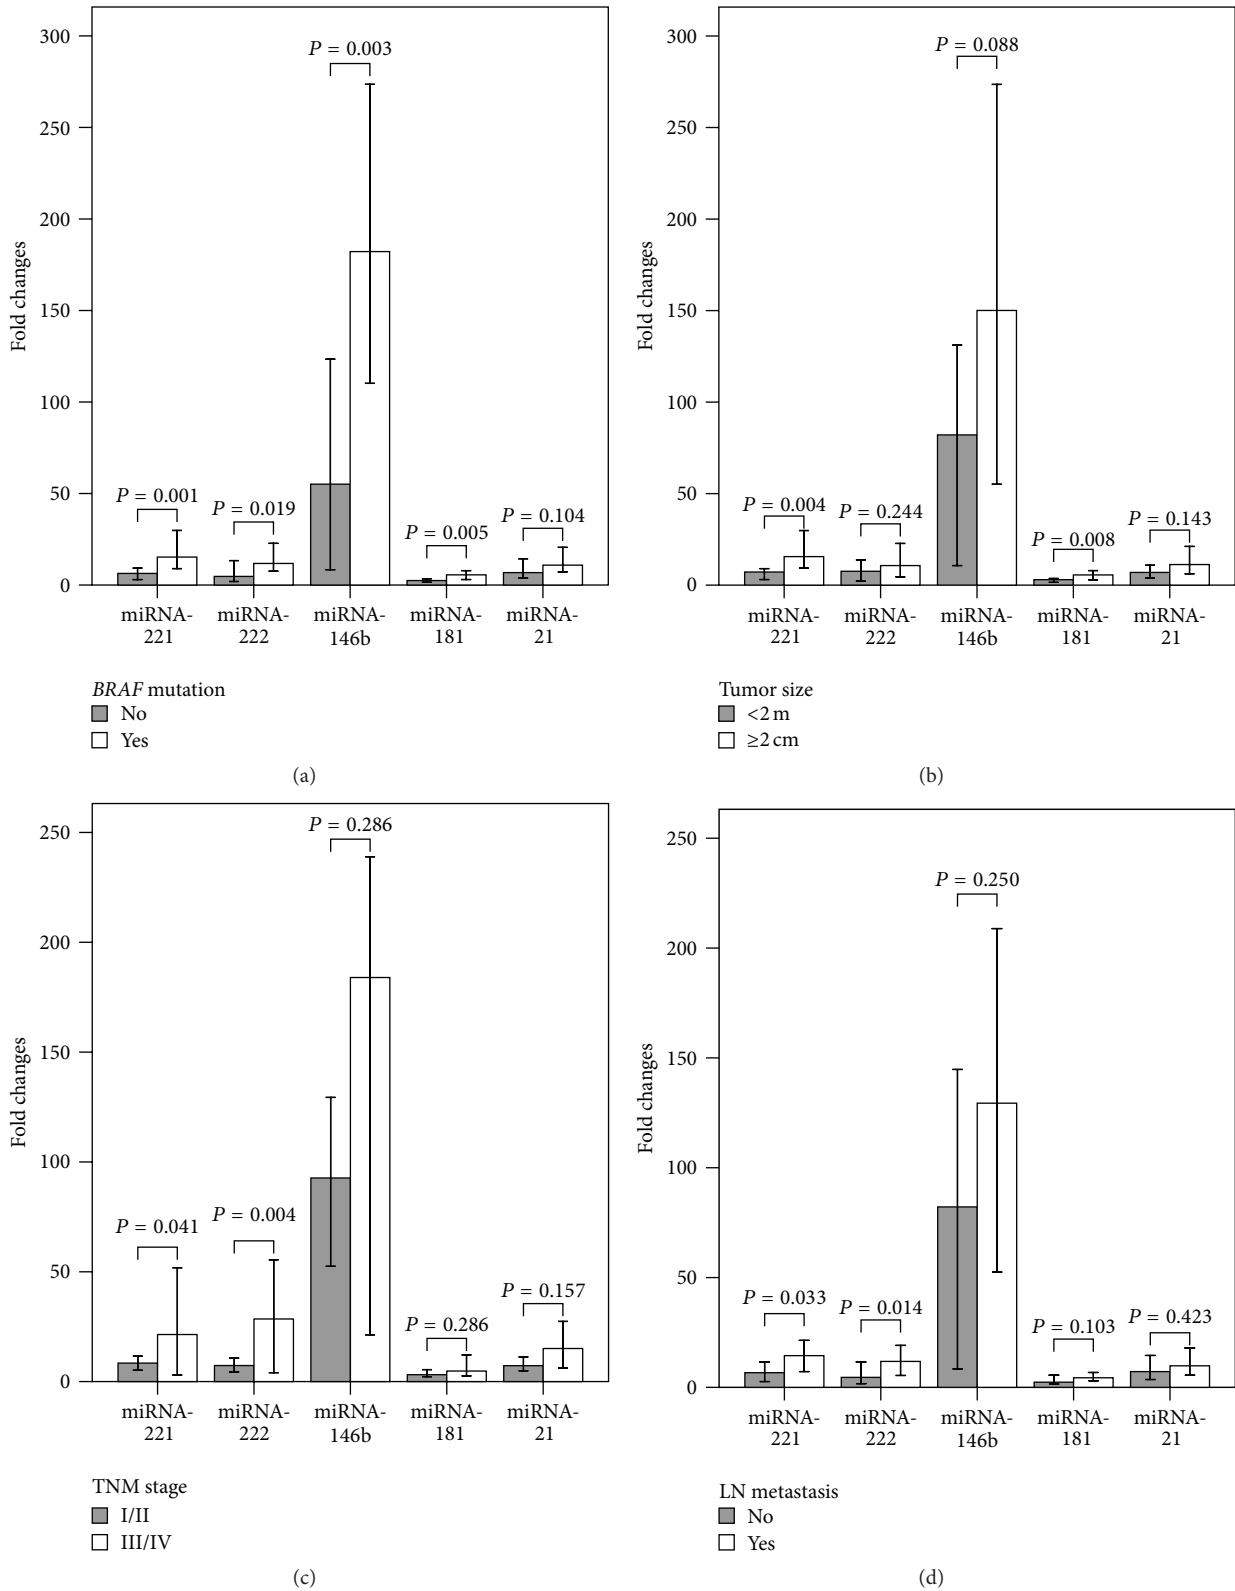 300
250
200
150
100
50
0
Fold changes
P = 0.001
P = 0.019
P = 0.003
P = 0.005
P = 0.104
miRNA-
221
miRNA-
222
miRNA-
146b
miRNA-
181
miRNA-
21
BRAF mutation
No
Yes
(a)
300
250
200
150
100
50
0
Fold changes
P = 0.004
P = 0.244
P = 0.088
P = 0.008
P = 0.143
miRNA-
221
miRNA-
222
miRNA-
146b
miRNA-
181
miRNA-
21
Tumor size
<2 m
≥2 cm
(b)
250
200
150
100
50
0
Fold changes
P = 0.041
P = 0.004
P = 0.286
P = 0.286
P = 0.157
miRNA-
221
miRNA-
222
miRNA-
146b
miRNA-
181
miRNA-
21
TNM stage
I/II
III/IV
(c)
250
200
150
100
50
0
Fold changes
P = 0.033
P = 0.014
P = 0.250
P = 0.103
P = 0.423
miRNA-
221
miRNA-
222
miRNA-
146b
miRNA-
181
miRNA-
21
LN metastasis
No
Yes
(d)